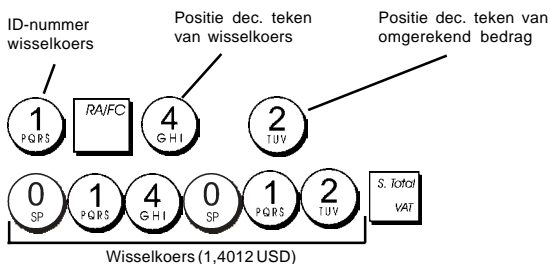 ID-nummer
wisselkoers
Positie dec. teken
van wisselkoers
Positie dec. teken van
omgerekend bedrag
1 PQRS RA/FC 4 GHI 2 TUV
0 SP 1 PQRS 4 GHI 0 SP 1 PQRS 2 TUV S. Total VAT
Wisselkoers (1,4012 USD)